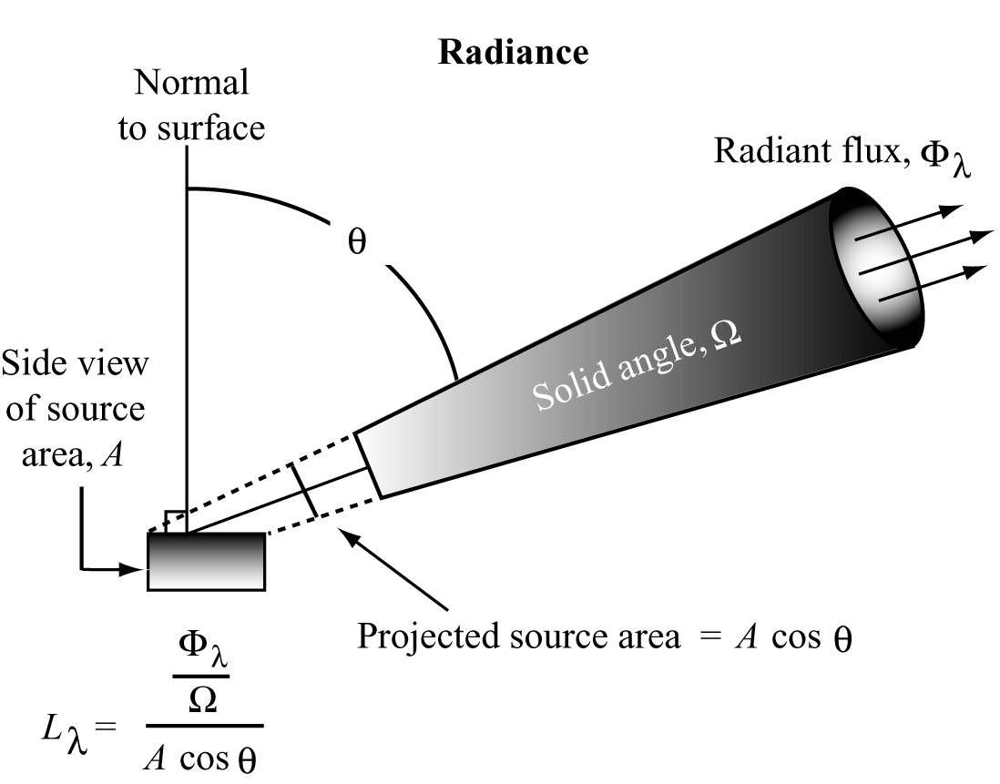 Radiance
Normal
to surface
Radiant flux, Φλ
θ
Side view
of source
area, A
Solid angle, Ω
Projected source area = A cos θ
Φλ
Ω
Lλ =
A cos θ